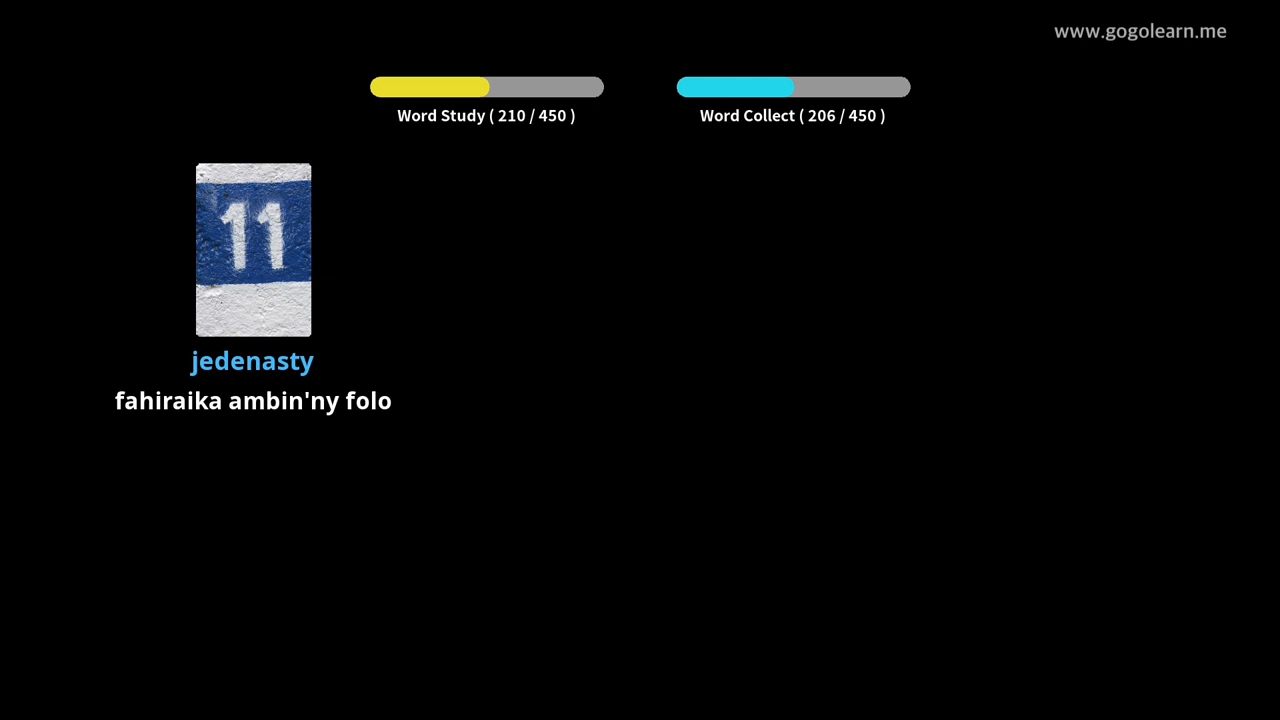 www.gogolearn.me
Word Study ( 210 / 450 )
Word Collect ( 206 / 450 )
11
jedenasty
fahiraika ambin'ny folo